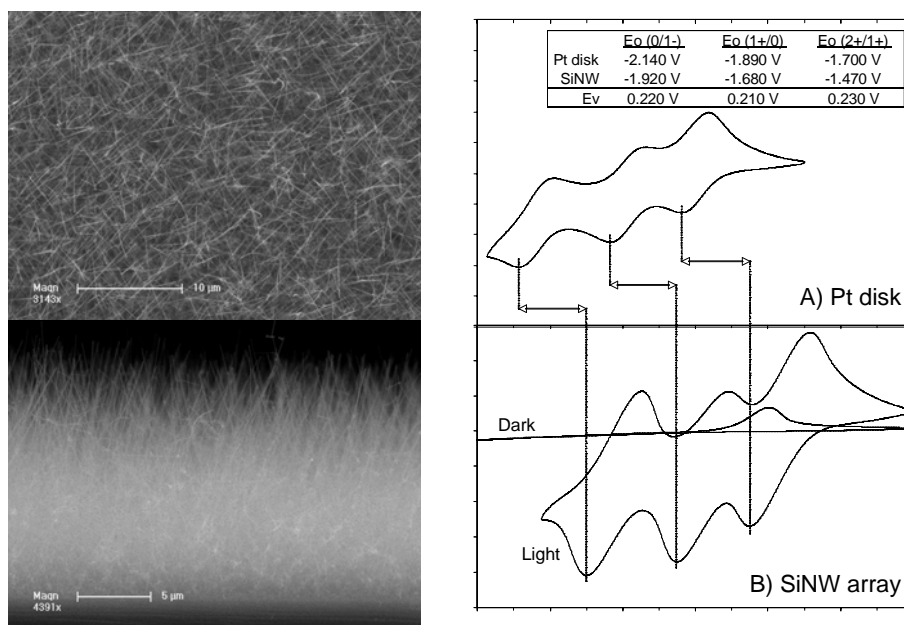 Magn
3143x
10 µm
Magn
4391x
5 µm
Eo (0/1-) Eo (1+/0) Eo (2+/1+)
Pt disk -2.140 V -1.890 V -1.700 V
SiNW -1.920 V -1.680 V -1.470 V
Ev 0.220 V 0.210 V 0.230 V
A) Pt disk
Dark
Light
B) SiNW array